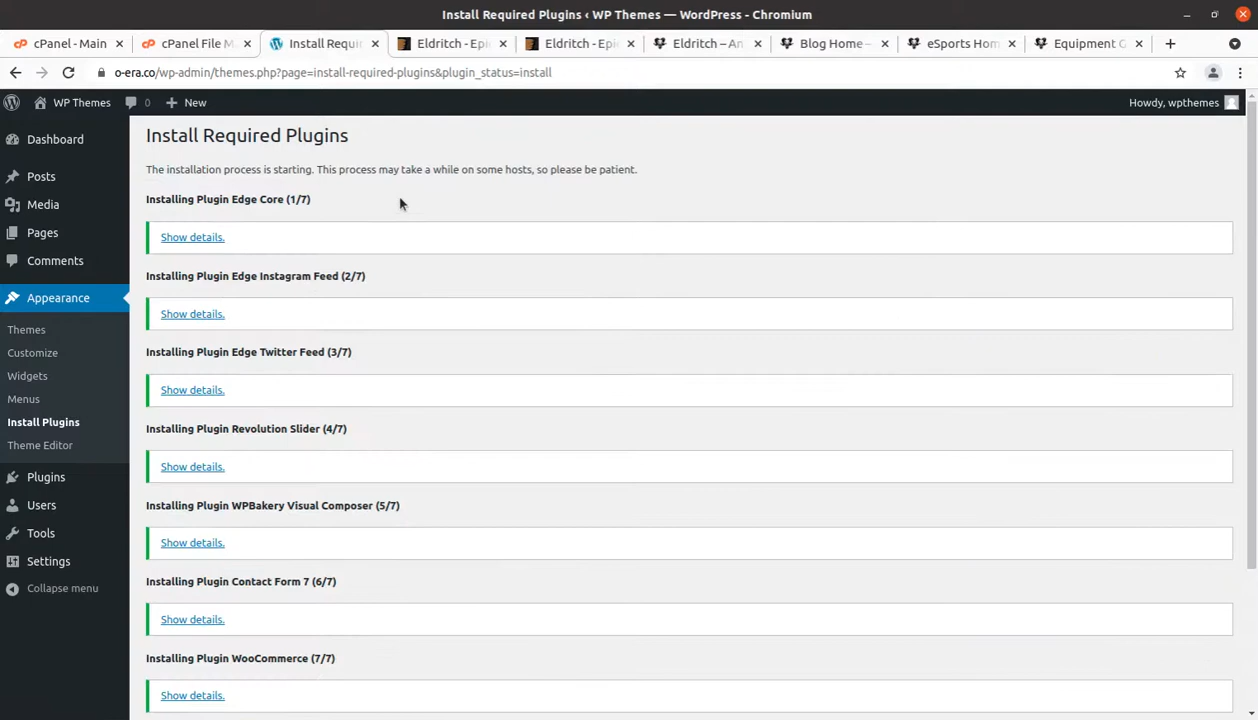 Install Required Plugins ‹ WP Themes — WordPress - Chromium
cPanel - Main
cPanel File M
Install Requi
Eldritch - Epi
Eldritch - Epi
Eldritch – An
Blog Home –
eSports Hom
Equipment G
o-era.co/wp-admin/themes.php?page=install-required-plugins&plugin_status=install
WP Themes
0
New
Howdy, wpthemes
Dashboard
Posts
Media
Pages
Comments
Appearance
Themes
Customize
Widgets
Menus
Install Plugins
Theme Editor
Plugins
Users
Tools
Settings
Collapse menu
Install Required Plugins
The installation process is starting. This process may take a while on some hosts, so please be patient.
Installing Plugin Edge Core (1/7)
Show details.
Installing Plugin Edge Instagram Feed (2/7)
Show details.
Installing Plugin Edge Twitter Feed (3/7)
Show details.
Installing Plugin Revolution Slider (4/7)
Show details.
Installing Plugin WPBakery Visual Composer (5/7)
Show details.
Installing Plugin Contact Form 7 (6/7)
Show details.
Installing Plugin WooCommerce (7/7)
Show details.